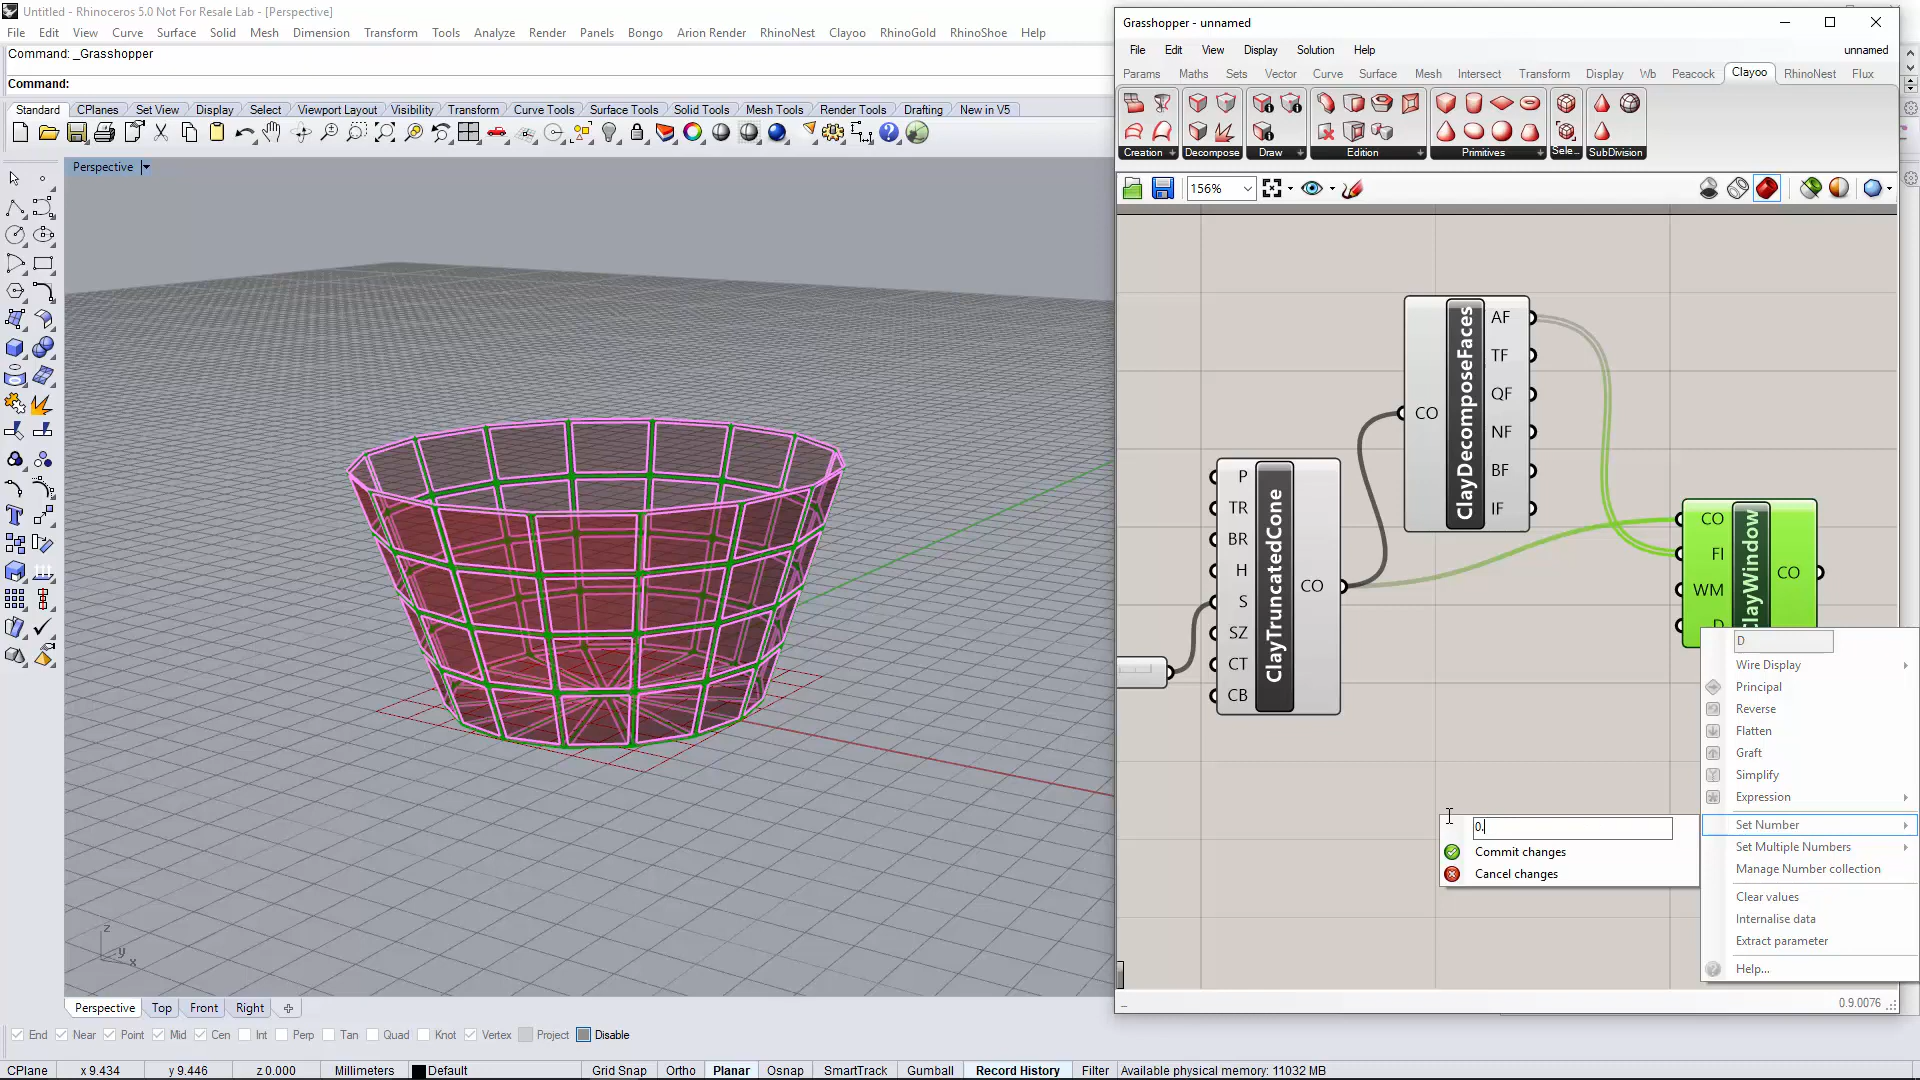 Untitled - Rhinoceros 5.0 Not For Resale Lab - [Perspective]
File Edit View Curve Surface Solid Mesh Dimension Transform Tools Analyze Render Panels Bongo Arion Render RhinoNest Clayoo RhinoGold RhinoShoe Help
Command: _Grasshopper
Command:
Standard CPlanes Set View Display Select Viewport Layout Visibility Transform Curve Tools Surface Tools Solid Tools Mesh Tools Render Tools Drafting New in V5
Perspective
z
y
x
Perspective Top Front Right
End Near Point Mid Cen Int Perp Tan Quad Knot Vertex Project Disable
CPlane x 9.434 y 9.446 z 0.000 Millimeters Default Grid Snap Ortho Planar Osnap SmartTrack Gumball Record History Filter Available physical memory: 11032 MB
Grasshopper - unnamed
File Edit View Display Solution Help unnamed
Params Maths Sets Vector Curve Surface Mesh Intersect Transform Display Wb Peacock Clayoo RhinoNest Flux
Creation Decompose Draw Edition Primitives Sele... SubDivision
156%
ClayDecomposeFaces
CO
AF
TF
QF
NF
BF
IF
ClayTruncatedCone
P
TR
BR
H
S
SZ
CT
CB
CO
ClayWindow
CO
FI
WM
D
CO
D
Wire Display
Principal
Reverse
Flatten
Graft
Simplify
Expression
Set Number
Set Multiple Numbers
Manage Number collection
Clear values
Internalise data
Extract parameter
Help...
0.
Commit changes
Cancel changes
0.9.0076